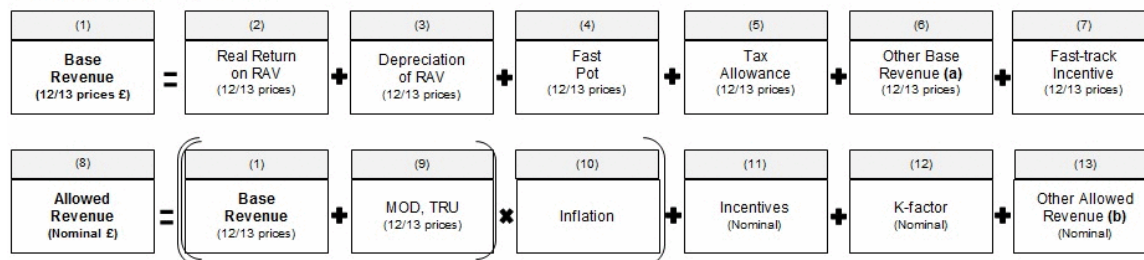 (1) (2) (3) (4) (5) (6) (7)
Base Revenue (12/13 prices £) = Real Return on RAV (12/13 prices) + Depreciation of RAV (12/13 prices) + Fast Pot (12/13 prices) + Tax Allowance (12/13 prices) + Other Base Revenue (a) (12/13 prices) + Fast-track Incentive (12/13 prices)
(8) (1) (9) (10) (11) (12) (13)
Allowed Revenue (Nominal £) = ((Base Revenue (12/13 prices) + MOD, TRU (12/13 prices)) × Inflation) + Incentives (Nominal) + K-factor (Nominal) + Other Allowed Revenue (b) (Nominal)